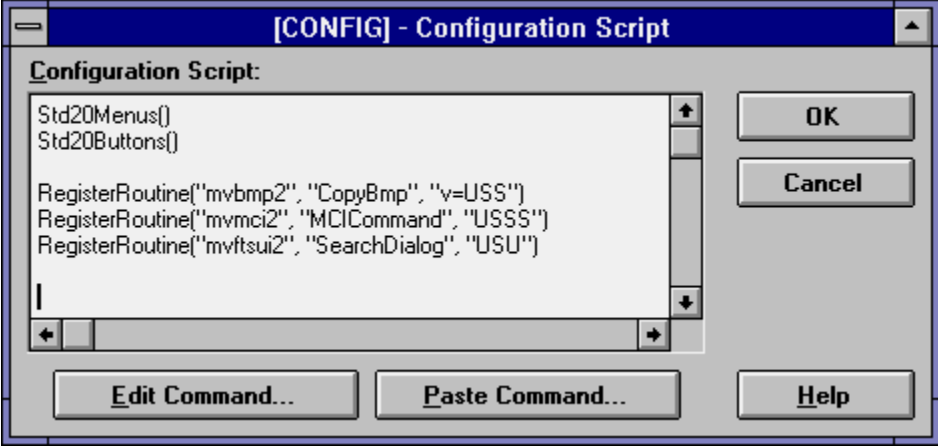 [CONFIG] - Configuration Script
Configuration Script:
Std20Menus()
Std20Buttons()
RegisterRoutine("mvbmp2", "CopyBmp", "v=USS")
RegisterRoutine("mvmci2", "MCICommand", "USSS")
RegisterRoutine("mvftsui2", "SearchDialog", "USU")
OK
Cancel
Edit Command...
Paste Command...
Help